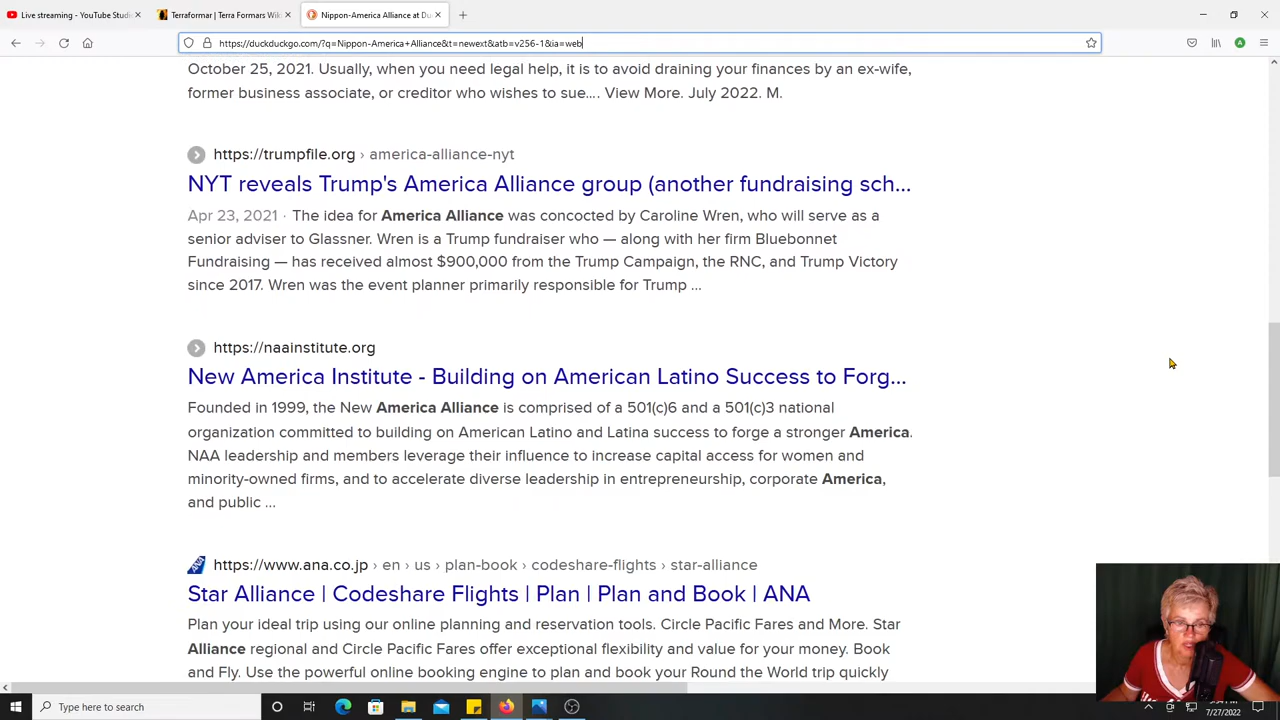 Live streaming - YouTube Studio
Terraformar | Terra Formars Wiki
Nippon-America Alliance at Du
https://duckduckgo.com/?q=Nippon-America+Alliance&t=newext&atb=v256-1&ia=web
October 25, 2021. Usually, when you need legal help, it is to avoid draining your finances by an ex-wife,
former business associate, or creditor who wishes to sue.... View More. July 2022. M.
https://trumpfile.org › america-alliance-nyt
NYT reveals Trump's America Alliance group (another fundraising sch...
Apr 23, 2021 · The idea for America Alliance was concocted by Caroline Wren, who will serve as a
senior adviser to Glassner. Wren is a Trump fundraiser who — along with her firm Bluebonnet
Fundraising — has received almost $900,000 from the Trump Campaign, the RNC, and Trump Victory
since 2017. Wren was the event planner primarily responsible for Trump ...
https://naainstitute.org
New America Institute - Building on American Latino Success to Forg...
Founded in 1999, the New America Alliance is comprised of a 501(c)6 and a 501(c)3 national
organization committed to building on American Latino and Latina success to forge a stronger America.
NAA leadership and members leverage their influence to increase capital access for women and
minority-owned firms, and to accelerate diverse leadership in entrepreneurship, corporate America,
and public ...
ANA https://www.ana.co.jp › en › us › plan-book › codeshare-flights › star-alliance
Star Alliance | Codeshare Flights | Plan | Plan and Book | ANA
Plan your ideal trip using our online planning and reservation tools. Circle Pacific Fares and More. Star
Alliance regional and Circle Pacific Fares offer exceptional flexibility and value for your money. Book
and Fly. Use the powerful online booking engine to plan and book your Round the World trip quickly
Type here to search
7/27/2022